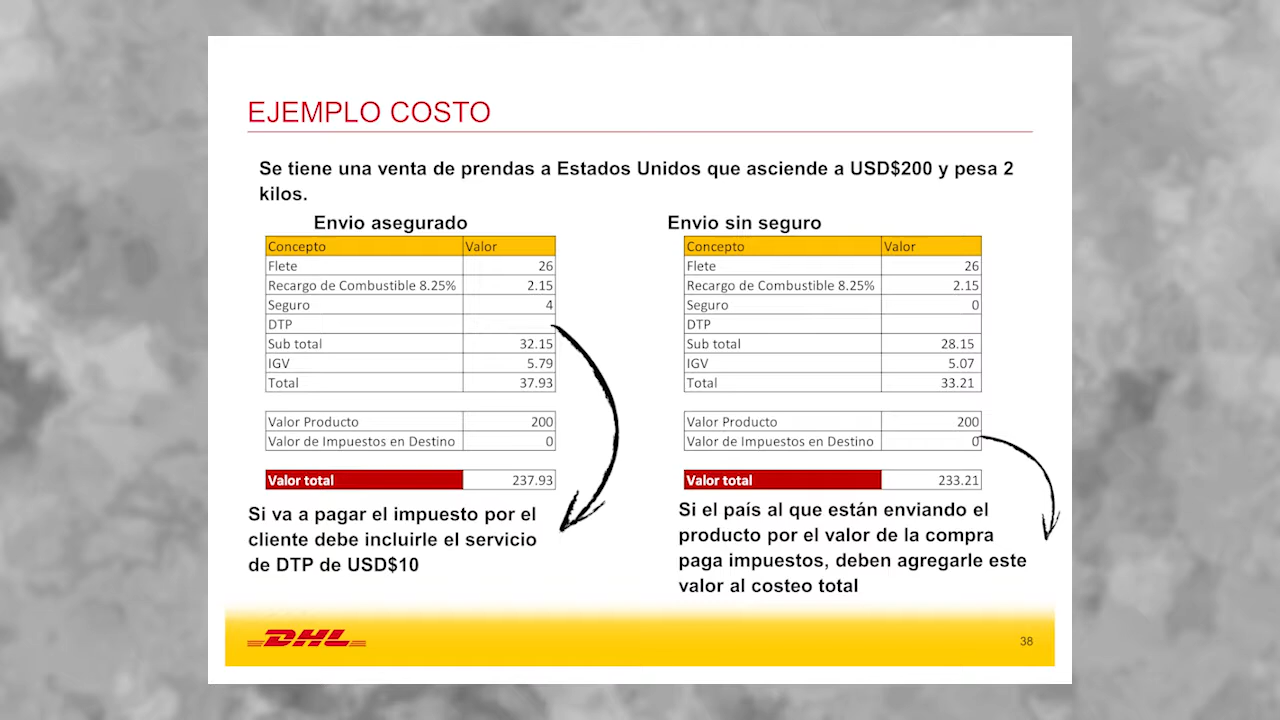 EJEMPLO COSTO
Se tiene una venta de prendas a Estados Unidos que asciende a USD$200 y pesa 2
kilos.
Envio asegurado
Concepto Valor
Flete 26
Recargo de Combustible 8.25% 2.15
Seguro 4
DTP
Sub total 32.15
IGV 5.79
Total 37.93
Valor Producto 200
Valor de Impuestos en Destino 0
Valor total 237.93
Si va a pagar el impuesto por el
cliente debe incluirle el servicio
de DTP de USD$10
Envio sin seguro
Concepto Valor
Flete 26
Recargo de Combustible 8.25% 2.15
Seguro 0
DTP
Sub total 28.15
IGV 5.07
Total 33.21
Valor Producto 200
Valor de Impuestos en Destino 0
Valor total 233.21
Si el país al que están enviando el
producto por el valor de la compra
paga impuestos, deben agregarle este
valor al costeo total
DHL
38